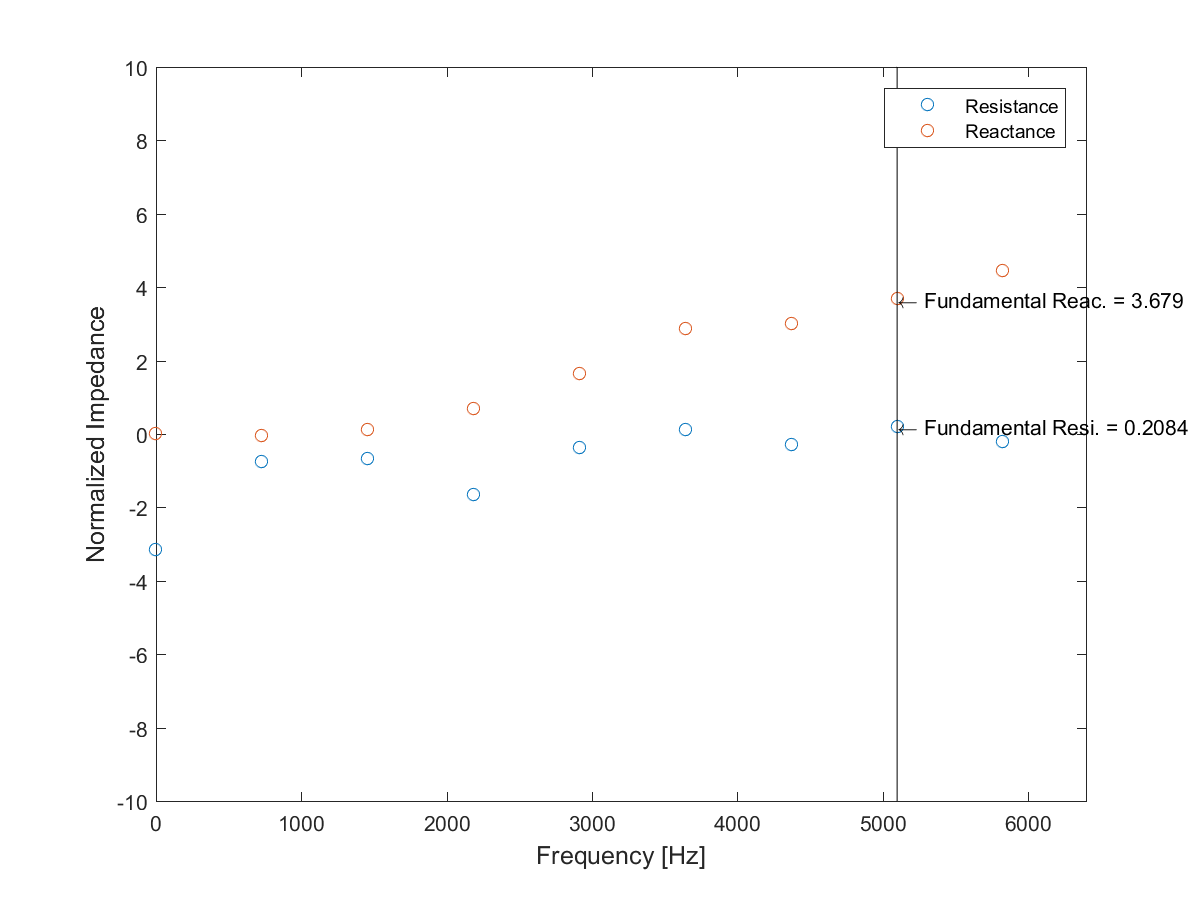 10
8
6
4
2
0
-2
-4
-6
-8
-10
Normalized Impedance
Resistance
Reactance
← Fundamental Reac. = 3.679
← Fundamental Resi. = 0.2084
0 1000 2000 3000 4000 5000 6000
Frequency [Hz]